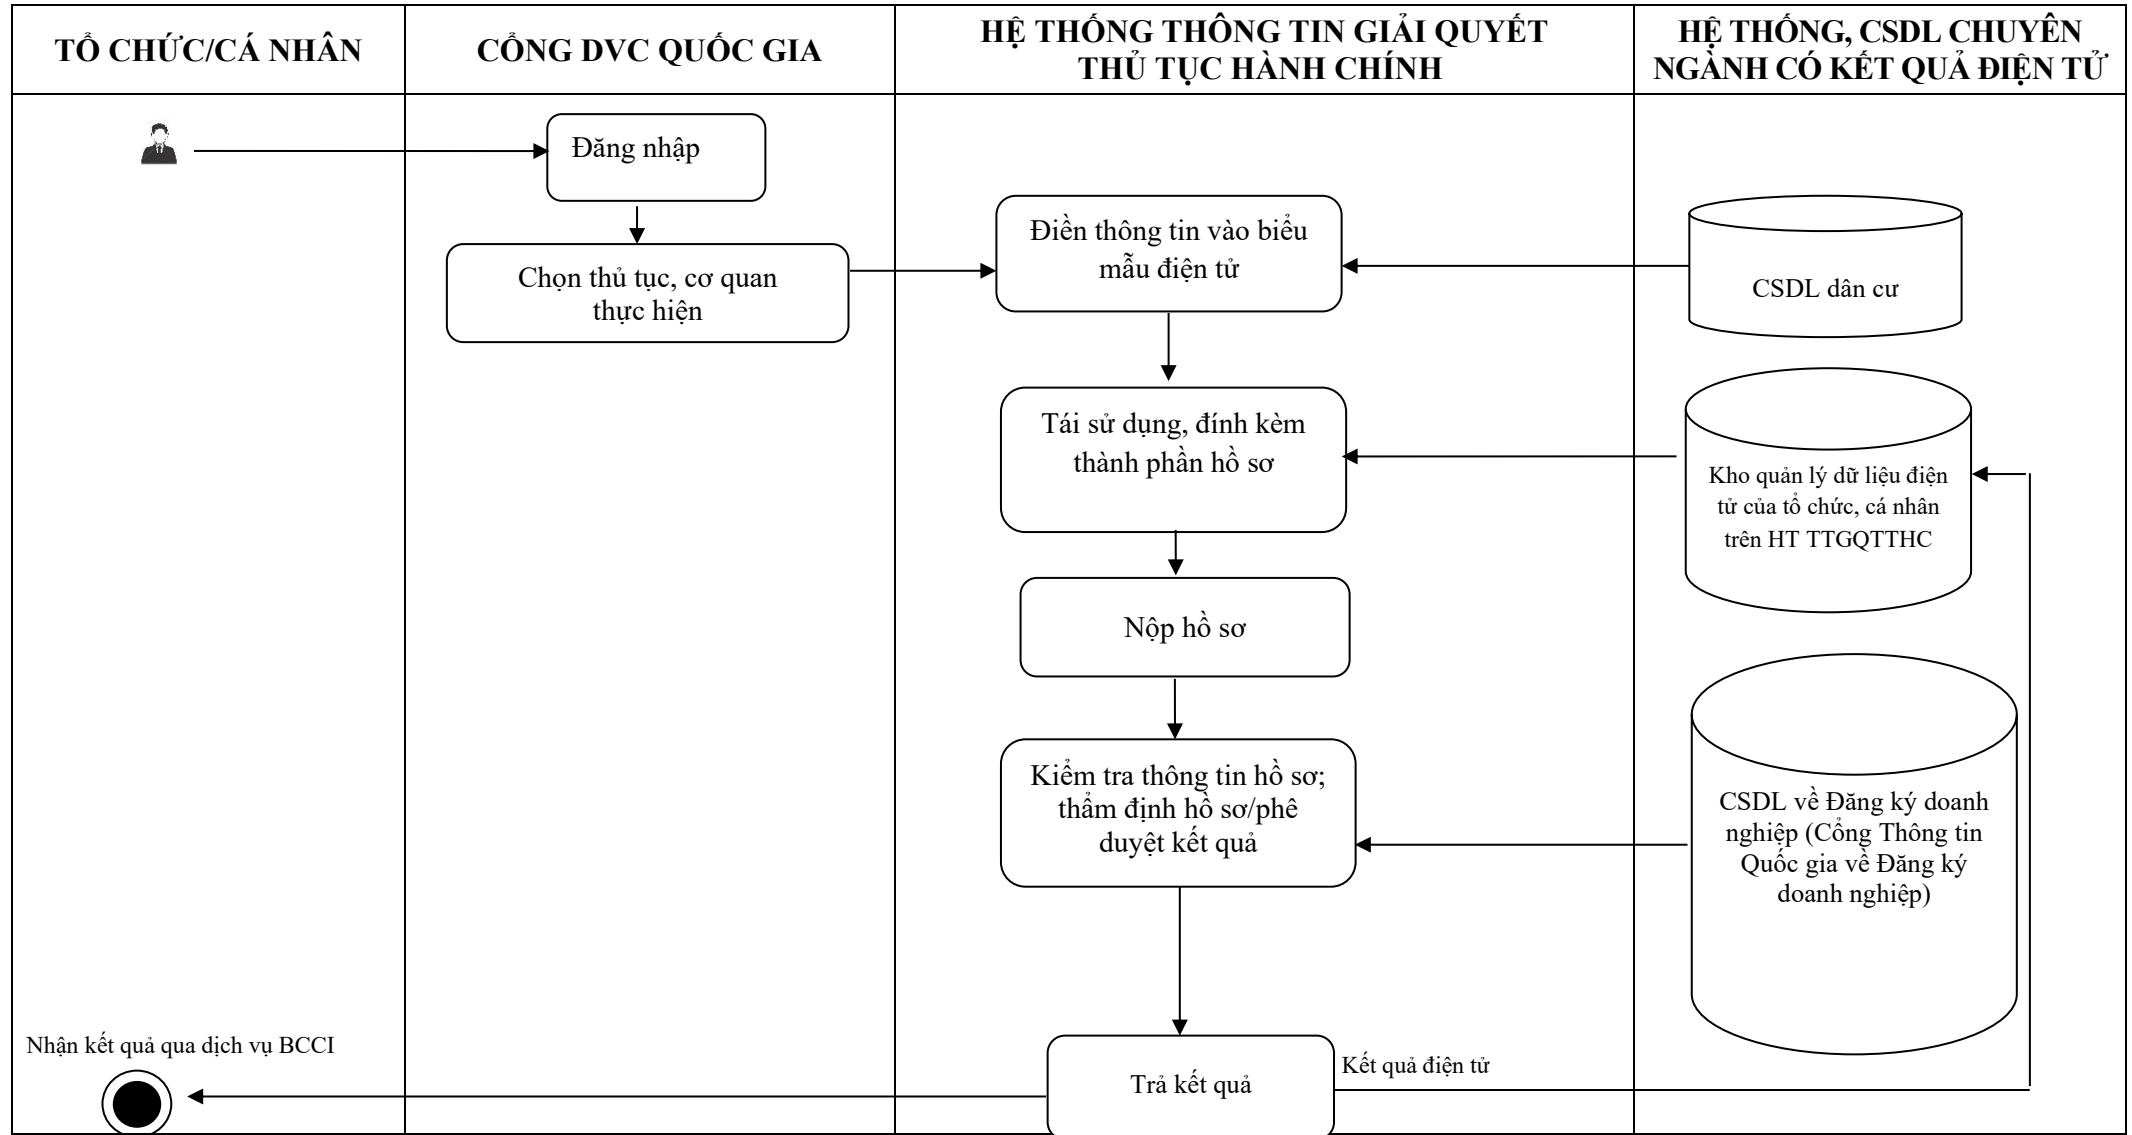 TỔ CHỨC/CÁ NHÂN
CỔNG DVC QUỐC GIA
HỆ THỐNG THÔNG TIN GIẢI QUYẾT
THỦ TỤC HÀNH CHÍNH
HỆ THỐNG, CSDL CHUYÊN
NGÀNH CÓ KẾT QUẢ ĐIỆN TỬ
Đăng nhập
Chọn thủ tục, cơ quan
thực hiện
Điền thông tin vào biểu
mẫu điện tử
CSDL dân cư
Tái sử dụng, đính kèm
thành phần hồ sơ
Kho quản lý dữ liệu điện
tử của tổ chức, cá nhân
trên HT TTGQTTHC
Nộp hồ sơ
Kiểm tra thông tin hồ sơ;
thẩm định hồ sơ/phê
duyệt kết quả
CSDL về Đăng ký doanh
nghiệp (Cổng Thông tin
Quốc gia về Đăng ký
doanh nghiệp)
Nhận kết quả qua dịch vụ BCCI
Trả kết quả
Kết quả điện tử